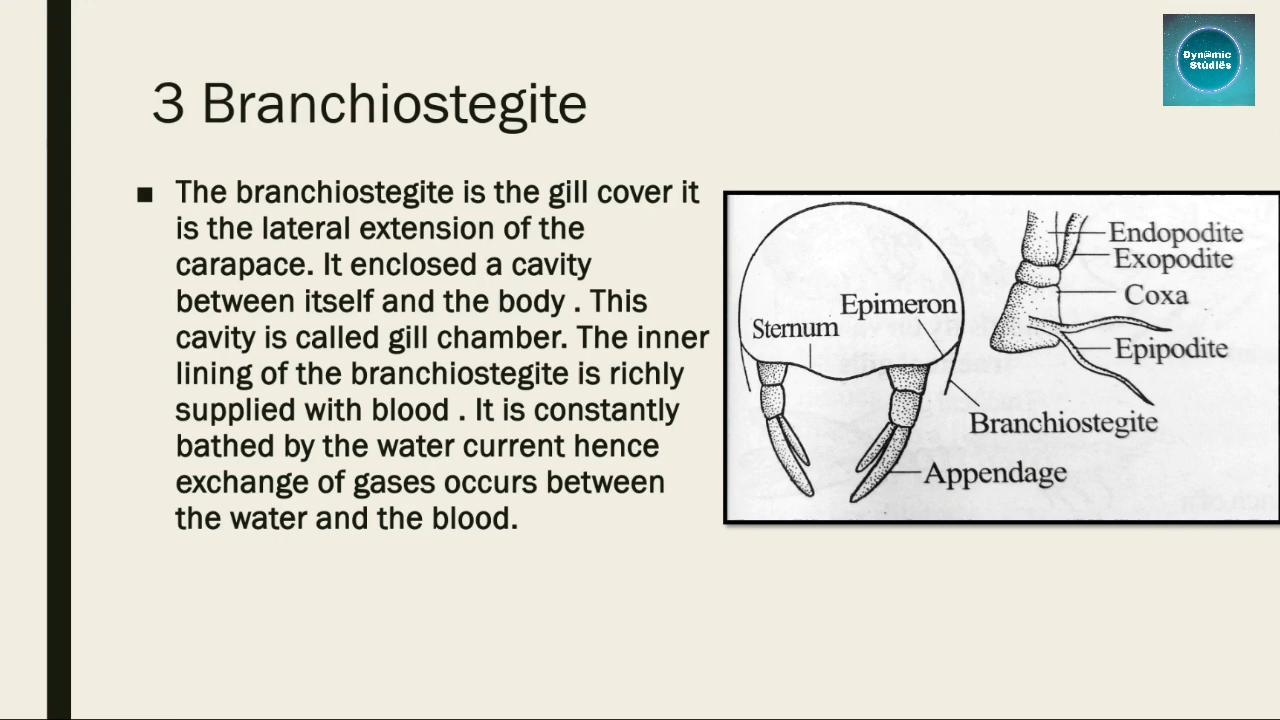 Dynamic
Studies
3 Branchiostegite
■ The branchiostegite is the gill cover it
is the lateral extension of the
carapace. It enclosed a cavity
between itself and the body . This
cavity is called gill chamber. The inner
lining of the branchiostegite is richly
supplied with blood . It is constantly
bathed by the water current hence
exchange of gases occurs between
the water and the blood.
Endopodite
Exopodite
Coxa
Epipodite
Epimeron
Sternum
Branchiostegite
Appendage